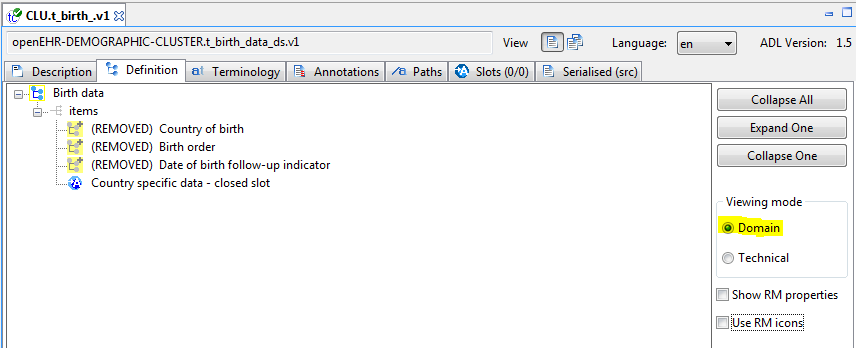 CLU.t_birth_.v1
openEHR-DEMOGRAPHIC-CLUSTER.t_birth_data_ds.v1 View Language: en ADL Version: 1.5
Description Definition Terminology Annotations Paths Slots (0/0) Serialised (src)
Birth data
items
(REMOVED) Country of birth
(REMOVED) Birth order
(REMOVED) Date of birth follow-up indicator
Country specific data - closed slot
Collapse All
Expand One
Collapse One
Viewing mode
Domain
Technical
Show RM properties
Use RM icons